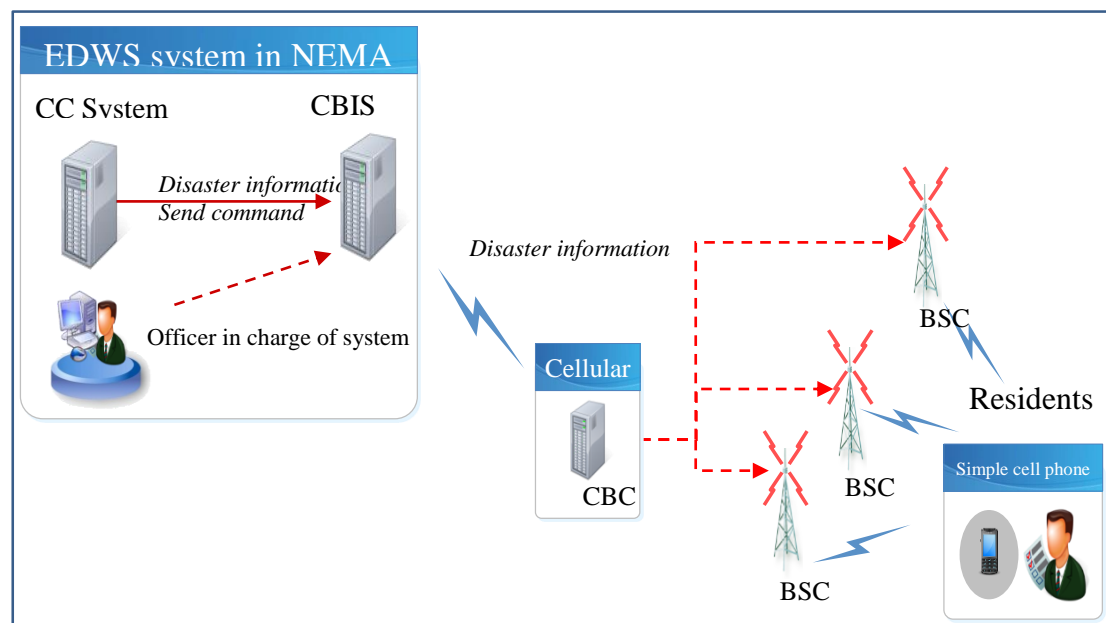 EDWS system in NEMA
CC System
CBIS
Disaster information
Send command
Officer in charge of system
Disaster information
Cellular
CBC
BSC
BSC
BSC
Residents
Simple cell phone